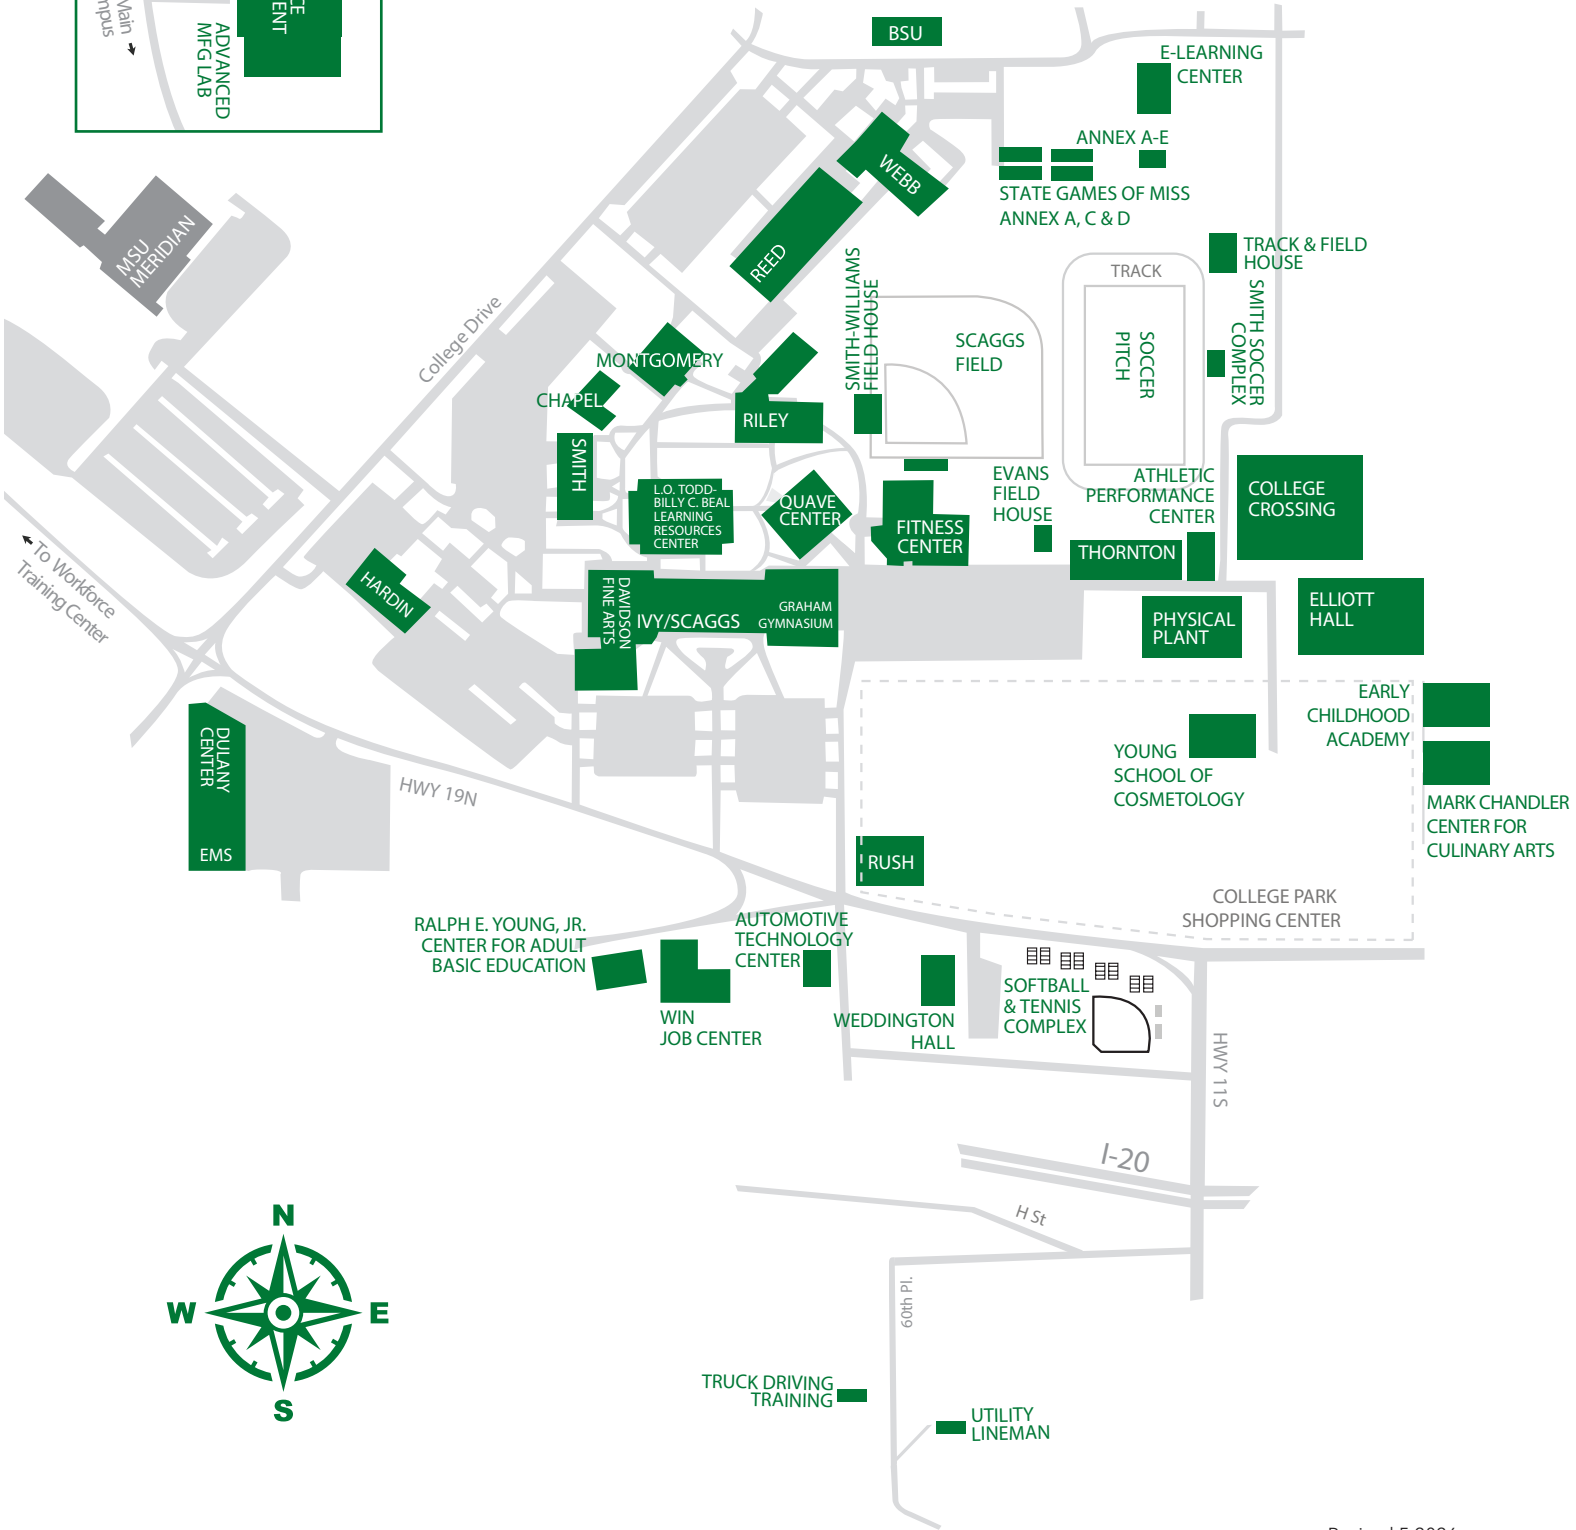 Main
ADVANCED
MFG LAB
BSU
E-LEARNING
CENTER
ANNEX A-E
WEBB
STATE GAMES OF MISS
ANNEX A, C & D
MSU
MERIDIAN
REED
TRACK & FIELD
HOUSE
TRACK
SMITH-WILLIAMS
FIELD HOUSE
SCAGGS
FIELD
SOCCER
PITCH
SMITH SOCCER
COMPLEX
College Drive
MONTGOMERY
CHAPEL
RILEY
SMITH
L.O. TODD-
BILLY C. BEAL
LEARNING
RESOURCES
CENTER
QUAVE
CENTER
FITNESS
CENTER
EVANS
FIELD
HOUSE
ATHLETIC
PERFORMANCE
CENTER
COLLEGE
CROSSING
THORNTON
To Workforce
Training Center
HARDIN
DAVIDSON
FINE ARTS
IVY/SCAGGS
GRAHAM
GYMNASIUM
PHYSICAL
PLANT
ELLIOTT
HALL
EARLY
CHILDHOOD
ACADEMY
DULANY
CENTER
EMS
HWY 19N
YOUNG
SCHOOL OF
COSMETOLOGY
MARK CHANDLER
CENTER FOR
CULINARY ARTS
RUSH
COLLEGE PARK
SHOPPING CENTER
RALPH E. YOUNG, JR.
CENTER FOR ADULT
BASIC EDUCATION
AUTOMOTIVE
TECHNOLOGY
CENTER
WIN
JOB CENTER
WEDDINGTON
HALL
SOFTBALL
& TENNIS
COMPLEX
HWY 11 S
I-20
H St
60th Pl.
N
W
E
S
TRUCK DRIVING
TRAINING
UTILITY
LINEMAN